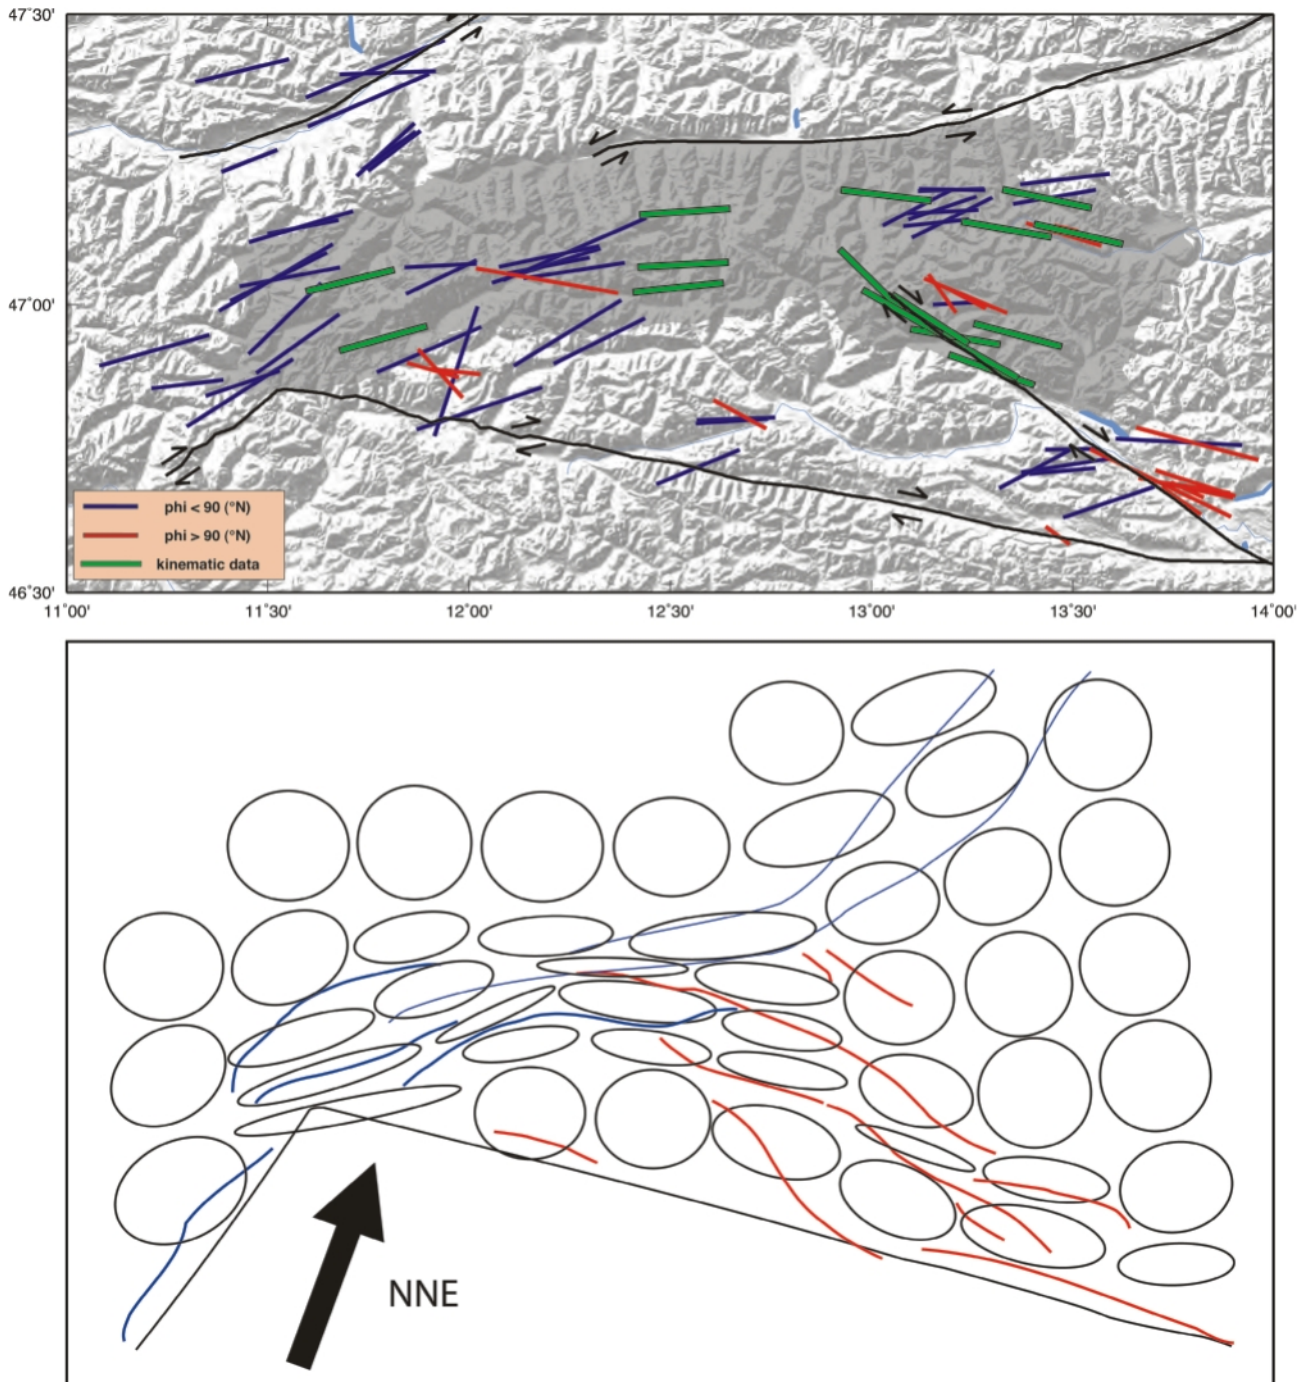 47°30'
47°00'
phi < 90 (°N)
phi > 90 (°N)
kinematic data
46°30'
11°00' 11°30' 12°00' 12°30' 13°00' 13°30' 14°00'
NNE